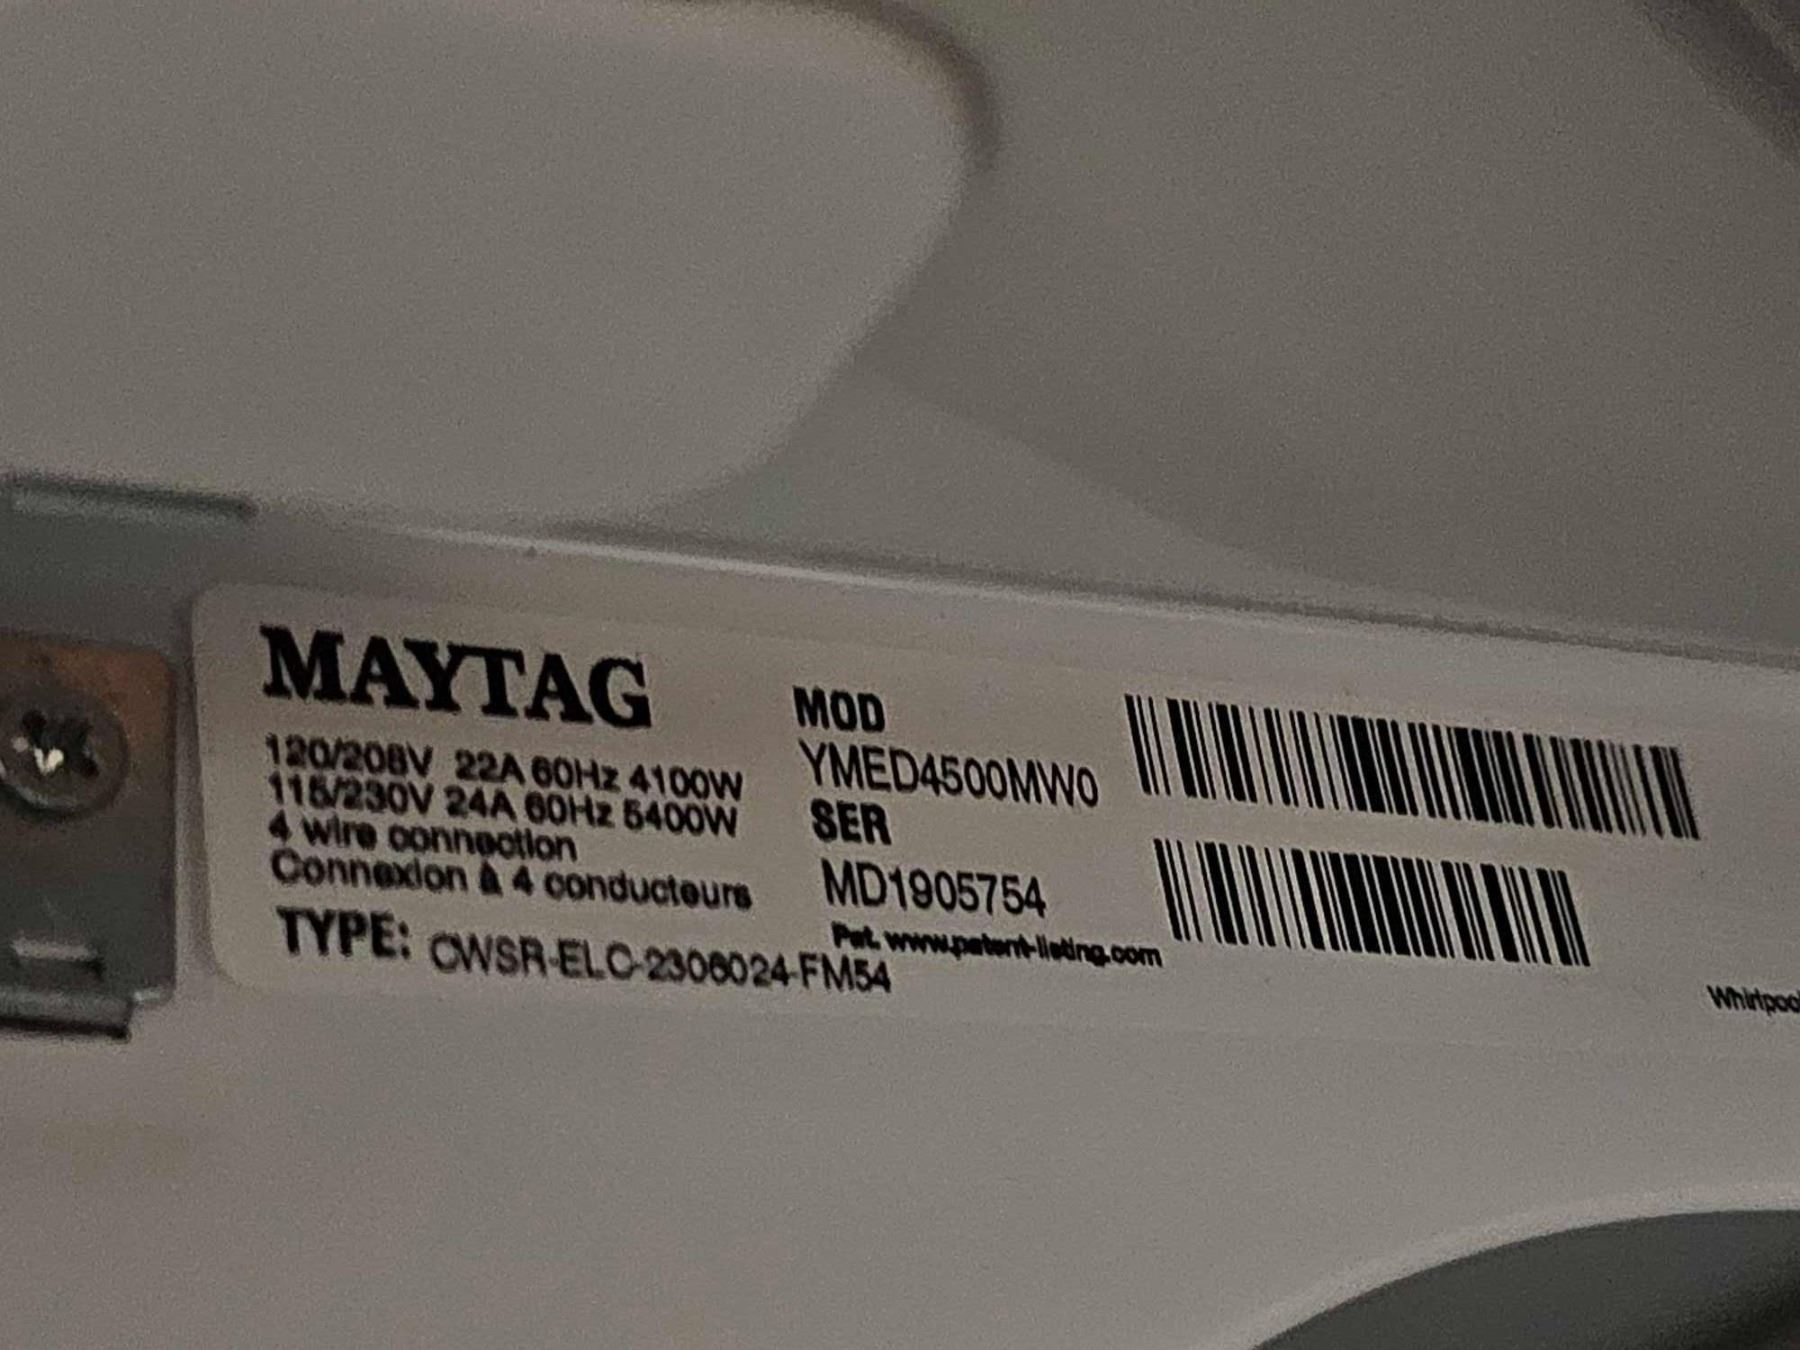 MAYTAG
120/208V 22A 60Hz 4100W
115/230V 24A 60Hz 5400W
4 wire connection
Connexion à 4 conducteurs
TYPE: CWSR-ELC-2306024-FM54
MOD
YMED4500MW0
SER
MD1905754
Pat. www.patent-listing.com
Whirlpool